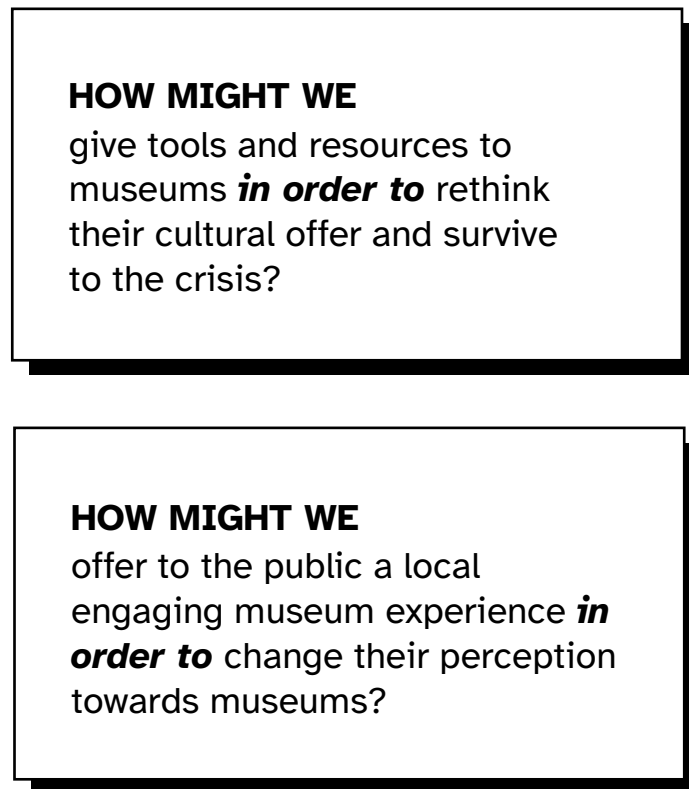 HOW MIGHT WE
give tools and resources to
museums in order to rethink
their cultural offer and survive
to the crisis?
HOW MIGHT WE
offer to the public a local
engaging museum experience in
order to change their perception
towards museums?